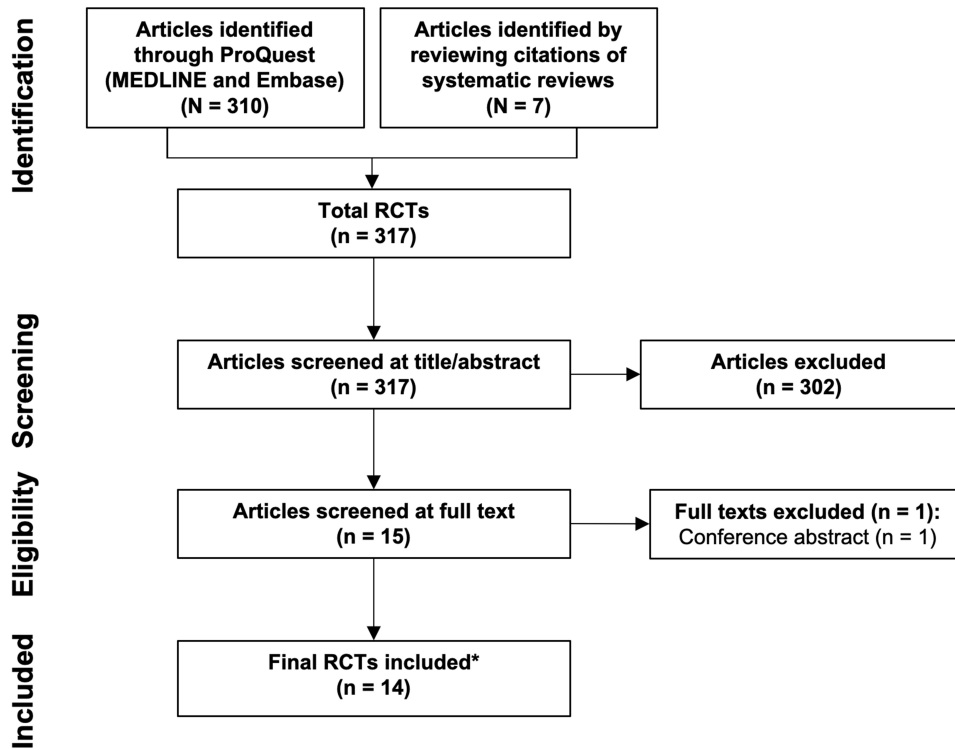 Identification
Articles identified
through ProQuest
(MEDLINE and Embase)
(N = 310)
Articles identified by
reviewing citations of
systematic reviews
(N = 7)
Total RCTs
(n = 317)
Screening
Articles screened at title/abstract
(n = 317)
Articles excluded
(n = 302)
Eligibility
Articles screened at full text
(n = 15)
Full texts excluded (n = 1):
Conference abstract (n = 1)
Included
Final RCTs included*
(n = 14)